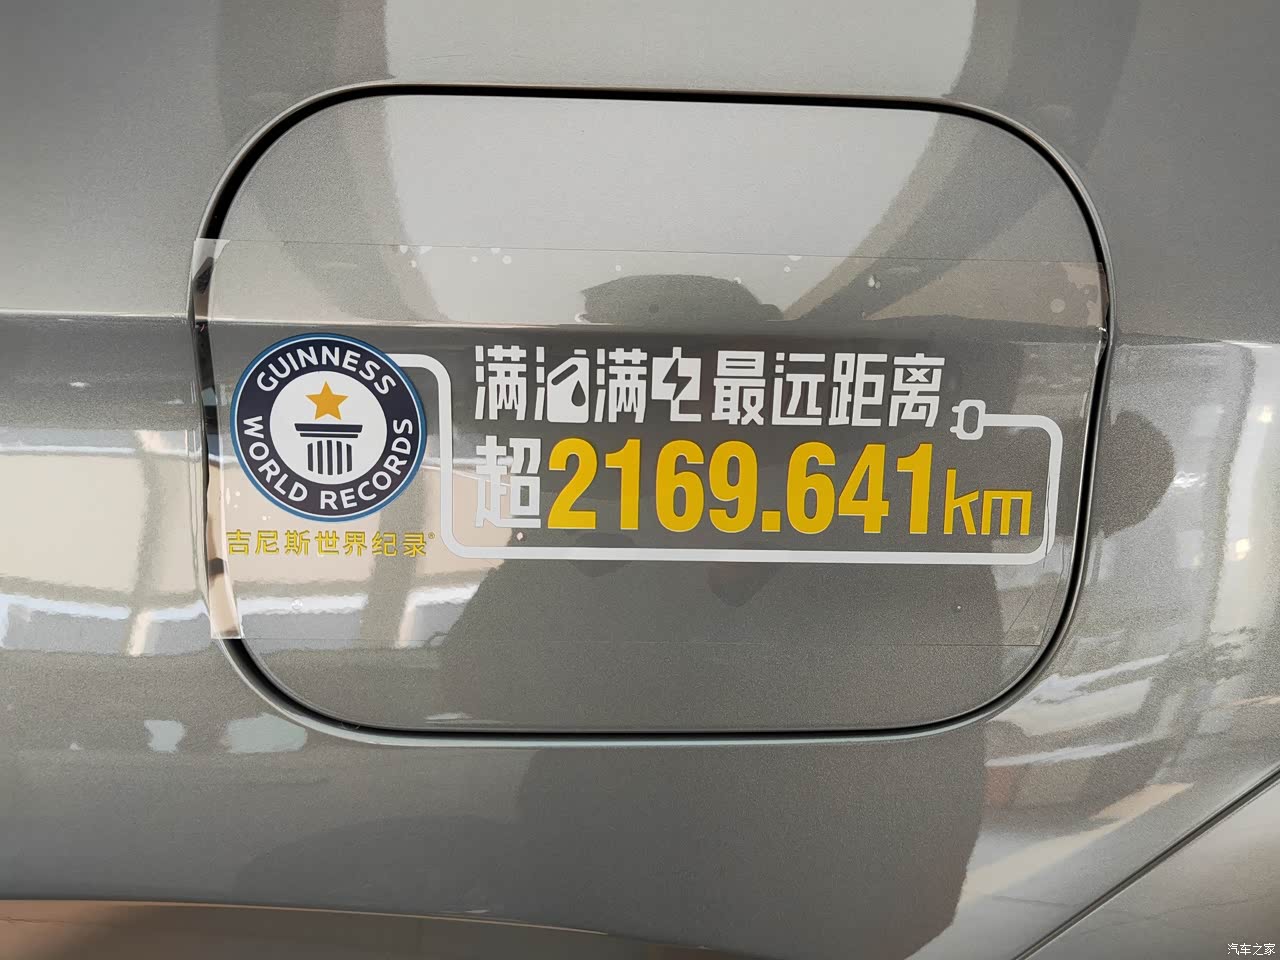 GUINNESS
WORLD RECORDS
吉尼斯世界纪录®
满油满电最远距离
超2169.641km
汽车之家